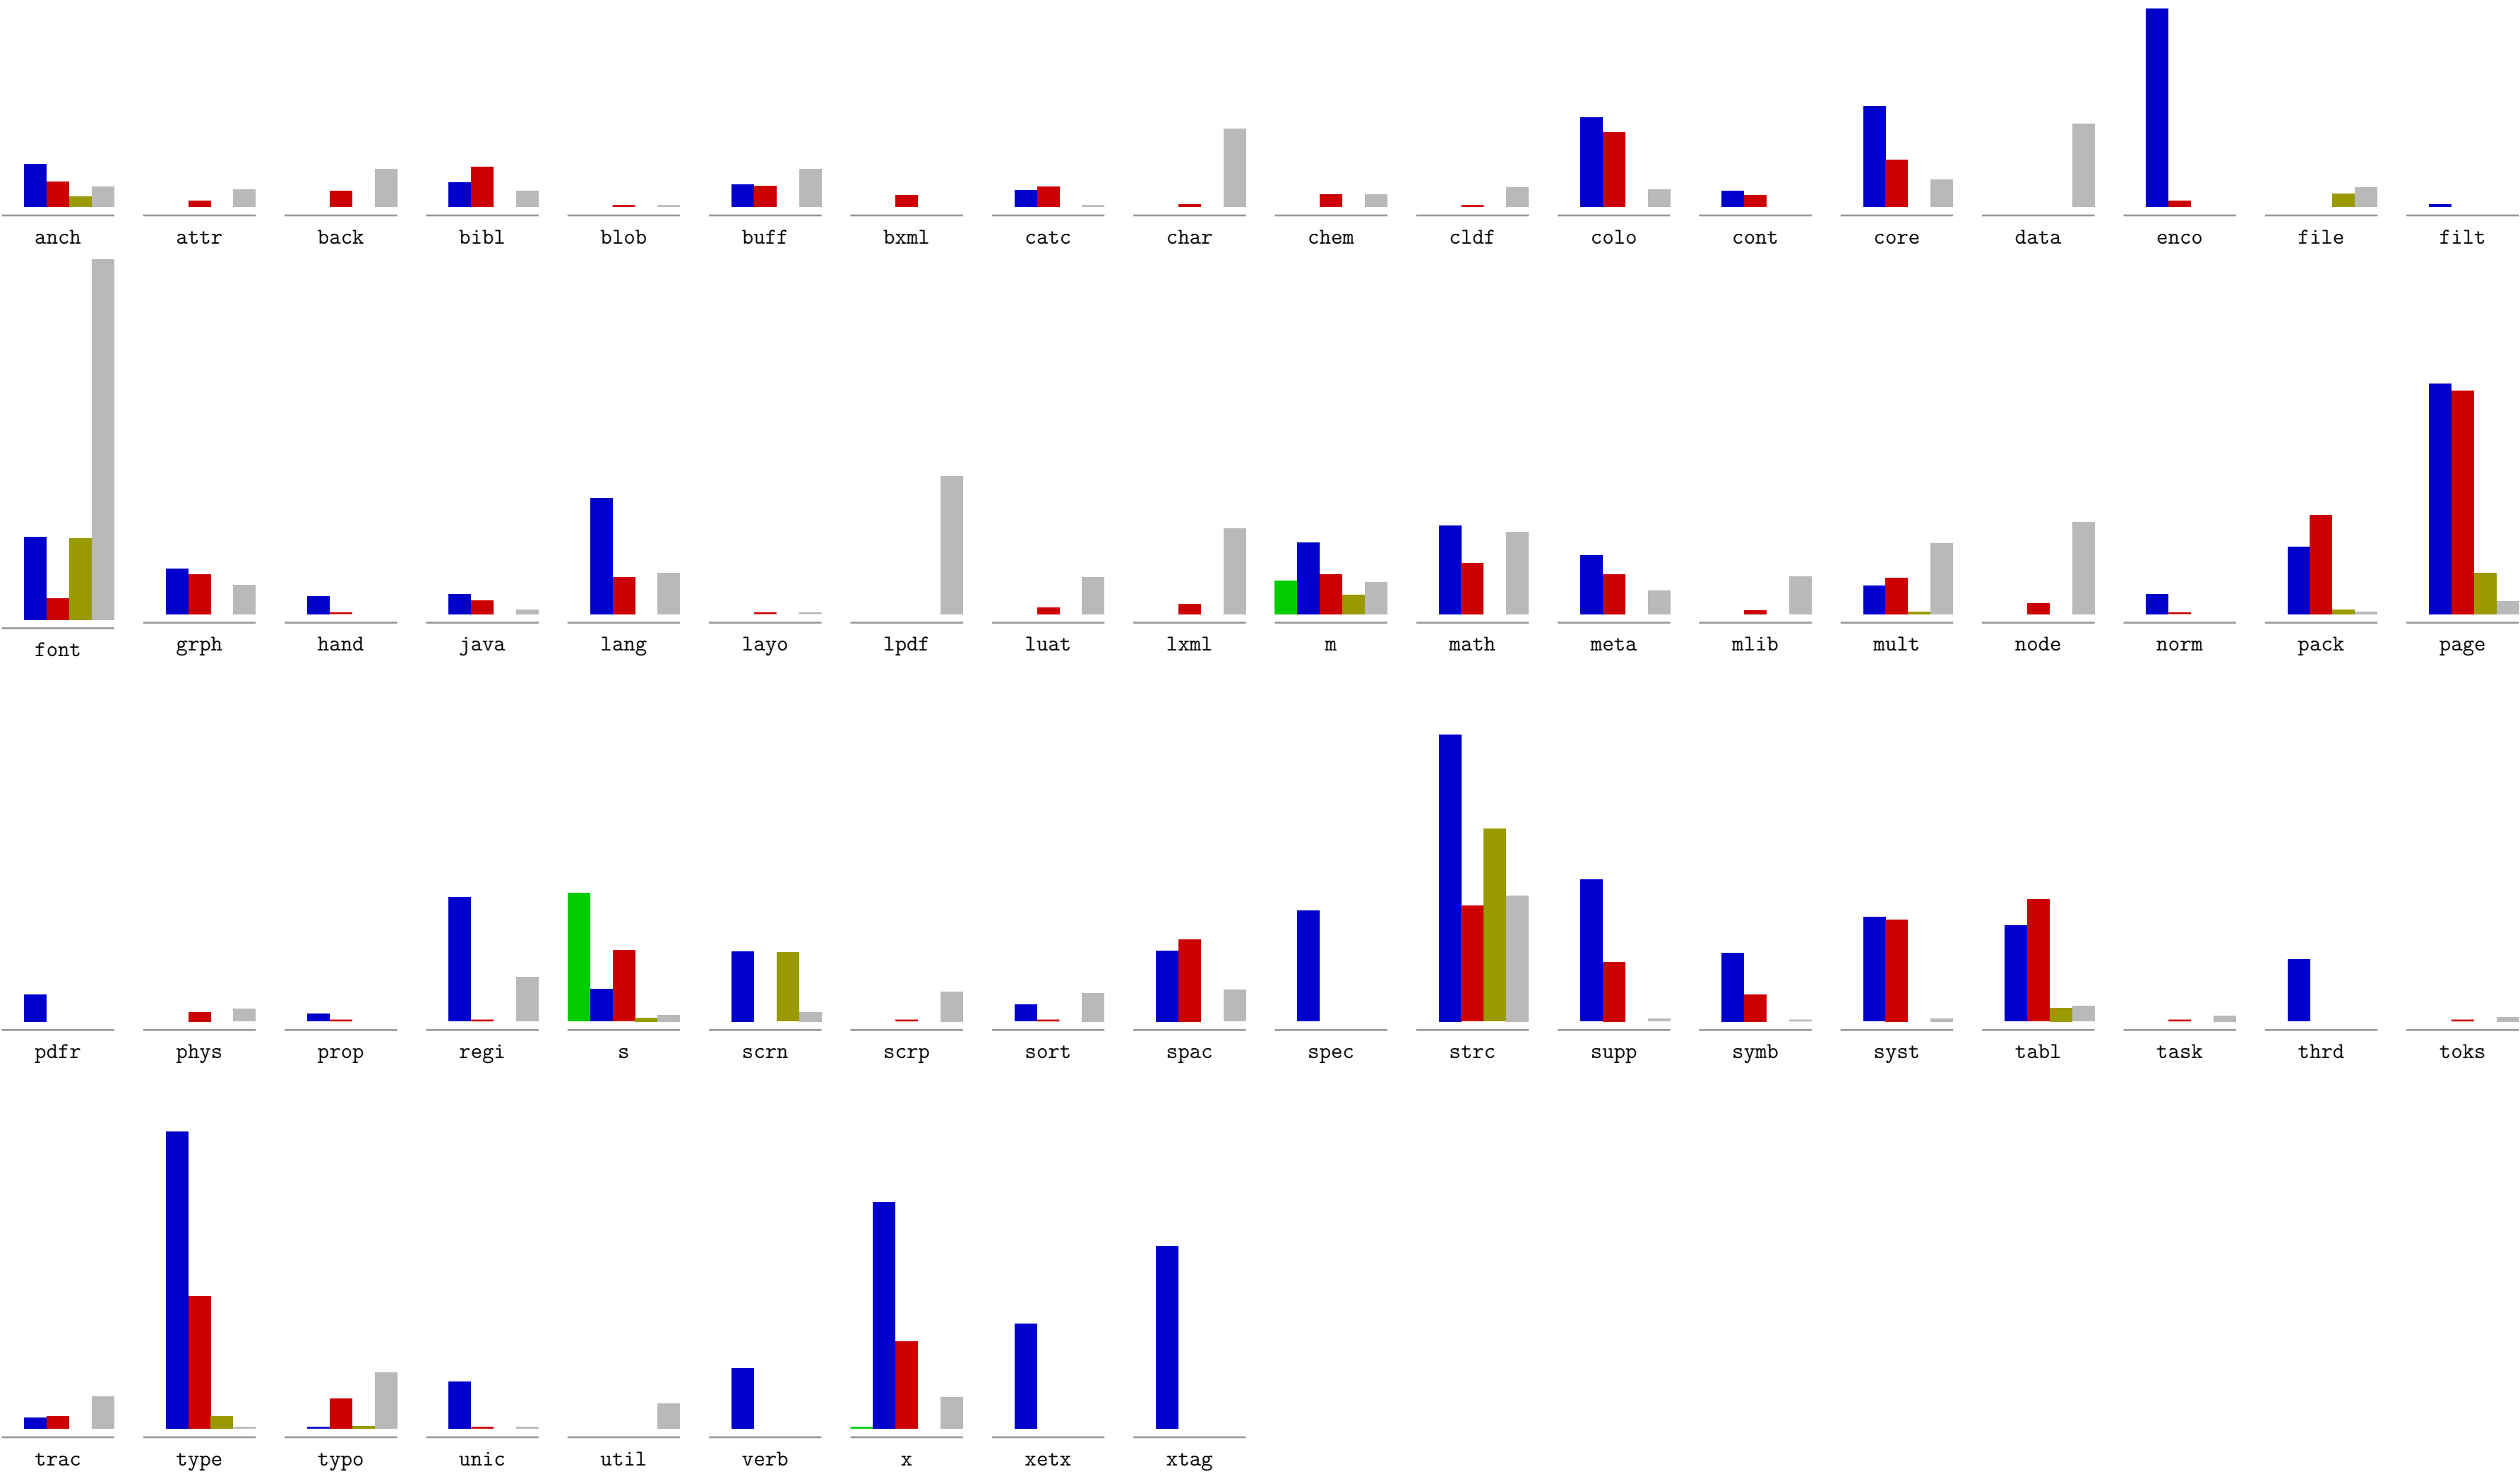 anch attr back bibl blob buff bxml catc char chem cldf colo cont core data enco file filt
font grph hand java lang layo lpdf luat lxml m math meta mlib mult node norm pack page
pdfr phys prop regi s scrn scrp sort spac spec strc supp symb syst tabl task thrd toks
trac type typo unic util verb x xetx xtag